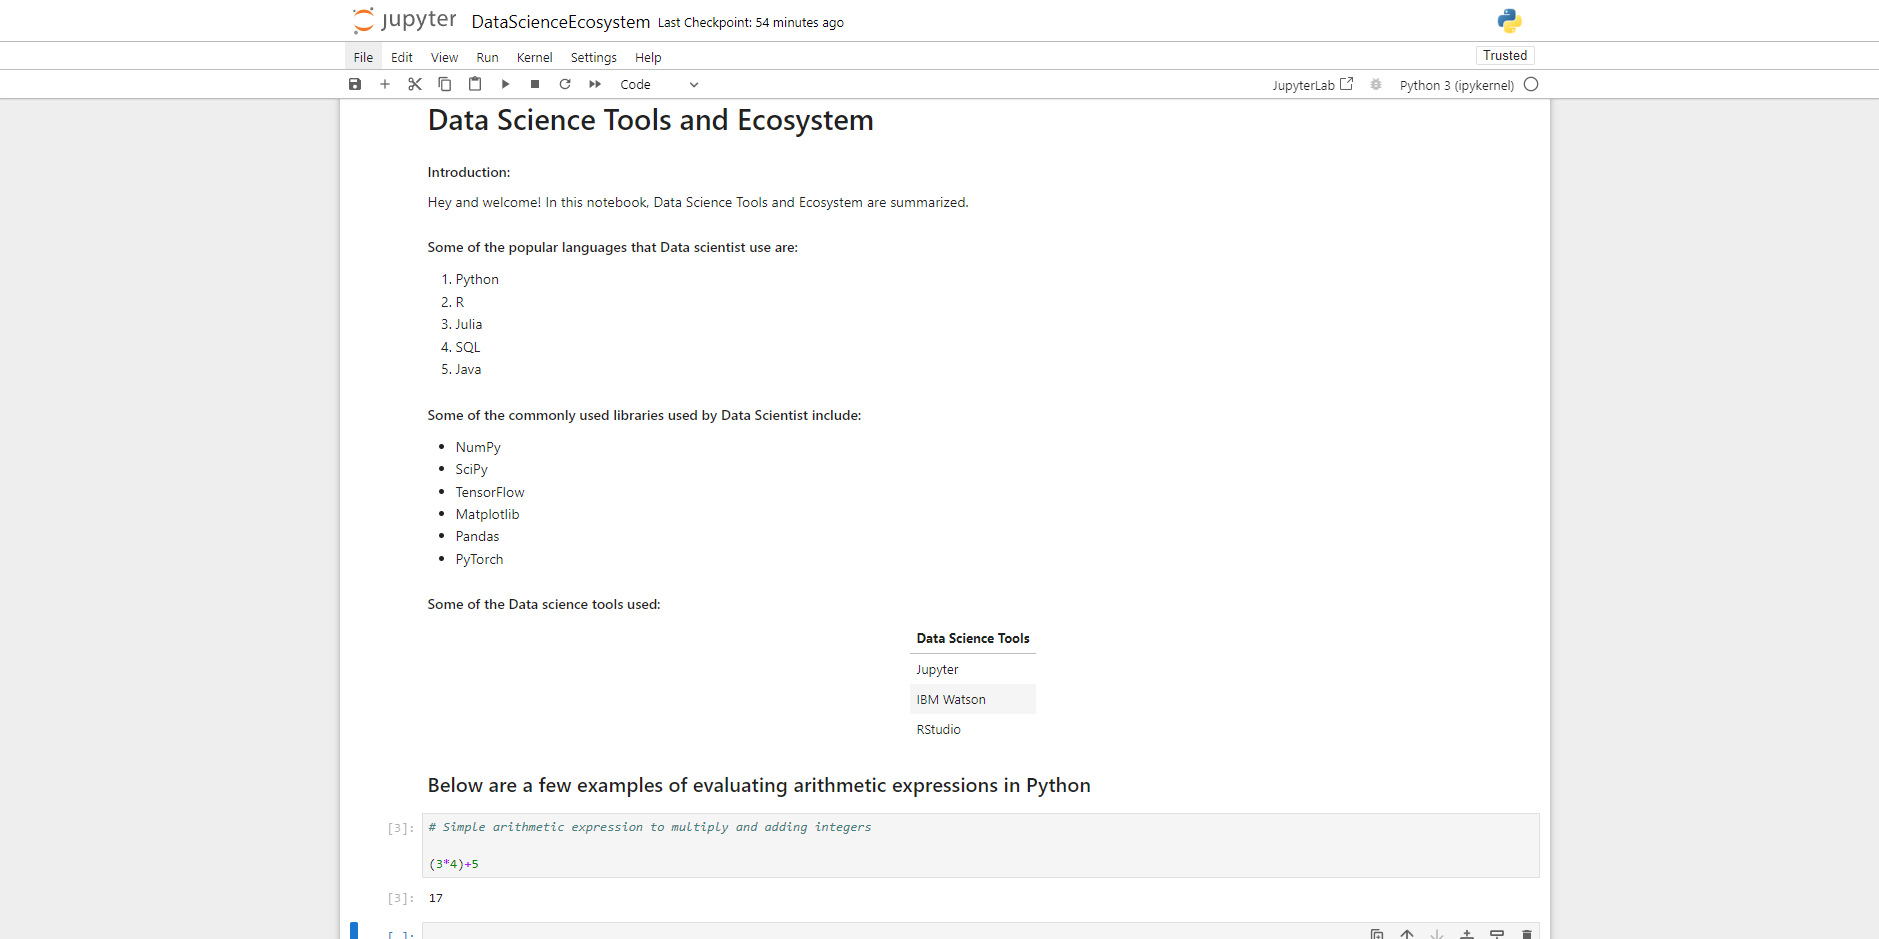 jupyter DataScienceEcosystem Last Checkpoint: 54 minutes ago
File Edit View Run Kernel Settings Help Trusted
Code JupyterLab Python 3 (ipykernel)
Data Science Tools and Ecosystem
Introduction:
Hey and welcome! In this notebook, Data Science Tools and Ecosystem are summarized.
Some of the popular languages that Data scientist use are:
1. Python
2. R
3. Julia
4. SQL
5. Java
Some of the commonly used libraries used by Data Scientist include:
• NumPy
• SciPy
• TensorFlow
• Matplotlib
• Pandas
• PyTorch
Some of the Data science tools used:
Data Science Tools
Jupyter
IBM Watson
RStudio
Below are a few examples of evaluating arithmetic expressions in Python
[3]: # Simple arithmetic expression to multiply and adding integers
(3*4)+5
[3]: 17
[ ]: